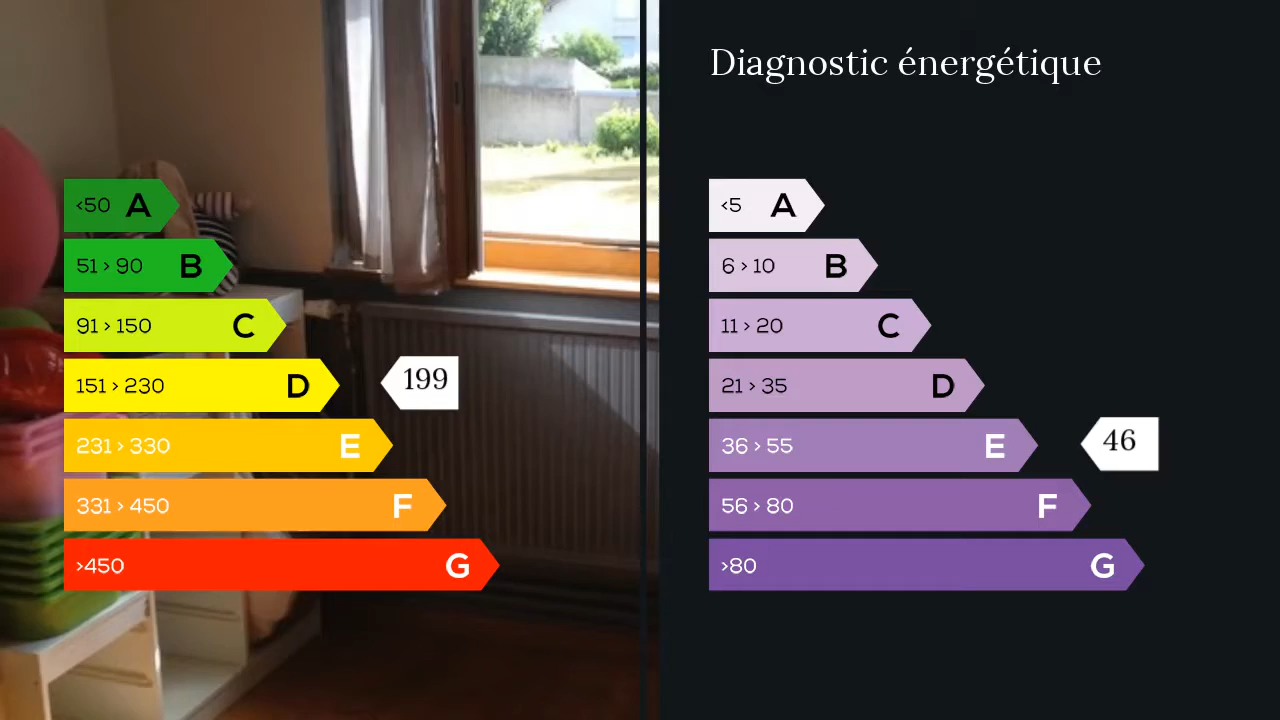 Diagnostic énergétique
<50 A
51 > 90 B
91 > 150 C
151 > 230 D
199
231 > 330 E
331 > 450 F
>450 G
<5 A
6 > 10 B
11 > 20 C
21 > 35 D
36 > 55 E
46
56 > 80 F
>80 G